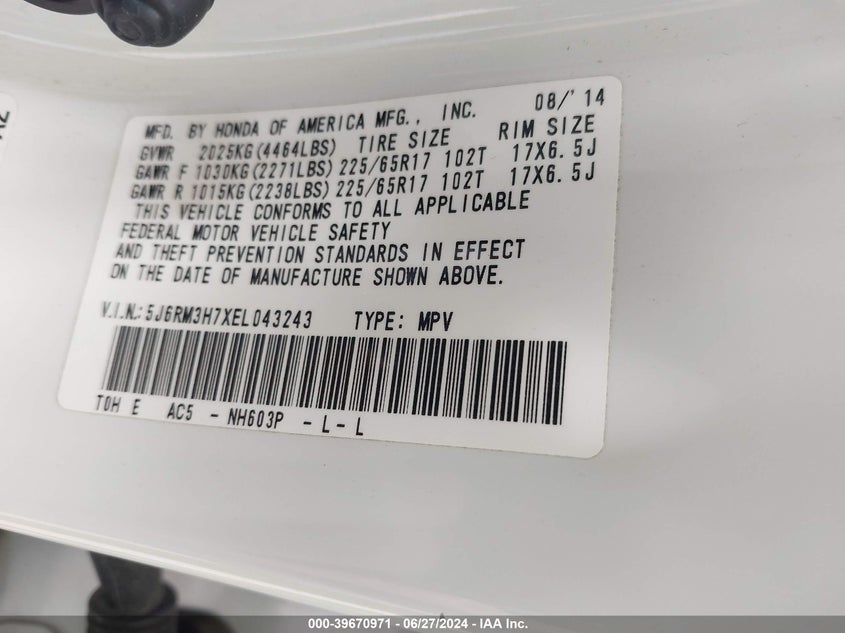 MFD. BY HONDA OF AMERICA MFG., INC. 08/'14
GVWR 2025KG(4464LBS) TIRE SIZE RIM SIZE
GAWR F 1030KG(2271LBS) 225/65R17 102T 17X6.5J
GAWR R 1015KG(2238LBS) 225/65R17 102T 17X6.5J
THIS VEHICLE CONFORMS TO ALL APPLICABLE
FEDERAL MOTOR VEHICLE SAFETY
AND THEFT PREVENTION STANDARDS IN EFFECT
ON THE DATE OF MANUFACTURE SHOWN ABOVE.
V.I.N.: 5J6RM3H7XEL043243 TYPE: MPV
TOH E AC5 - NH603P - L - L
000-39670971 - 06/27/2024 - IAA Inc.